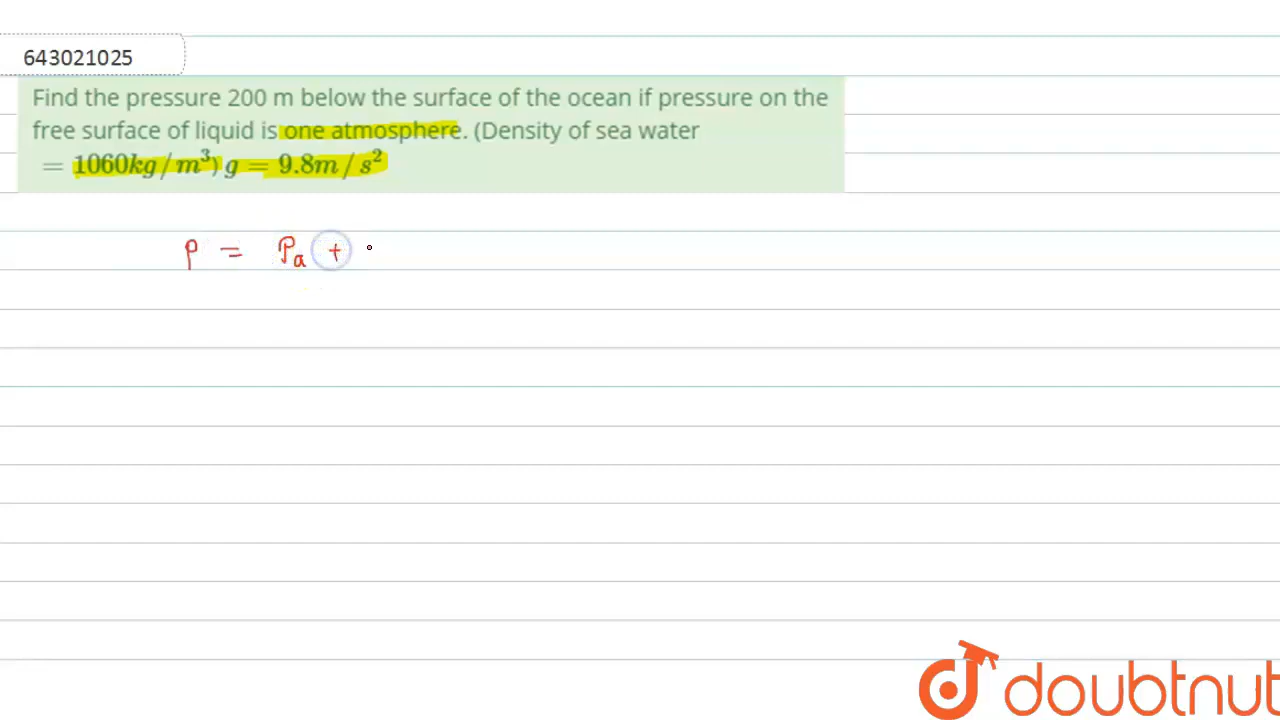 643021025
Find the pressure 200 m below the surface of the ocean if pressure on the
free surface of liquid is one atmosphere. (Density of sea water
= 1060kg/m³) g = 9.8m/s²
P = Pₐ +
doubtnut